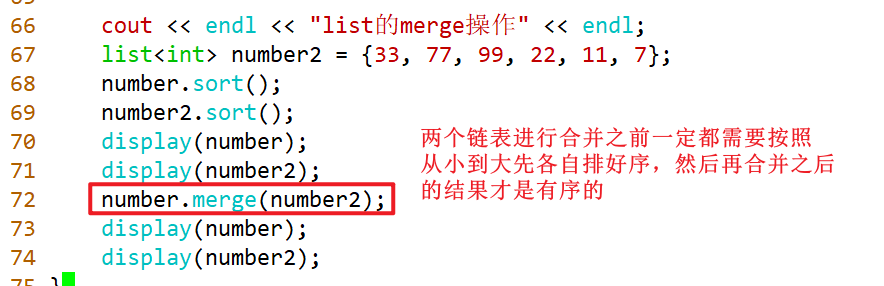 66 cout << endl << "list的merge操作" << endl;
67 list<int> number2 = {33, 77, 99, 22, 11, 7};
68 number.sort();
69 number2.sort();
70 display(number);
71 display(number2);
72 number.merge(number2);
73 display(number);
74 display(number2);
75 }
两个链表进行合并之前一定都需要按照
从小到大先各自排好序，然后再合并之后
的结果才是有序的